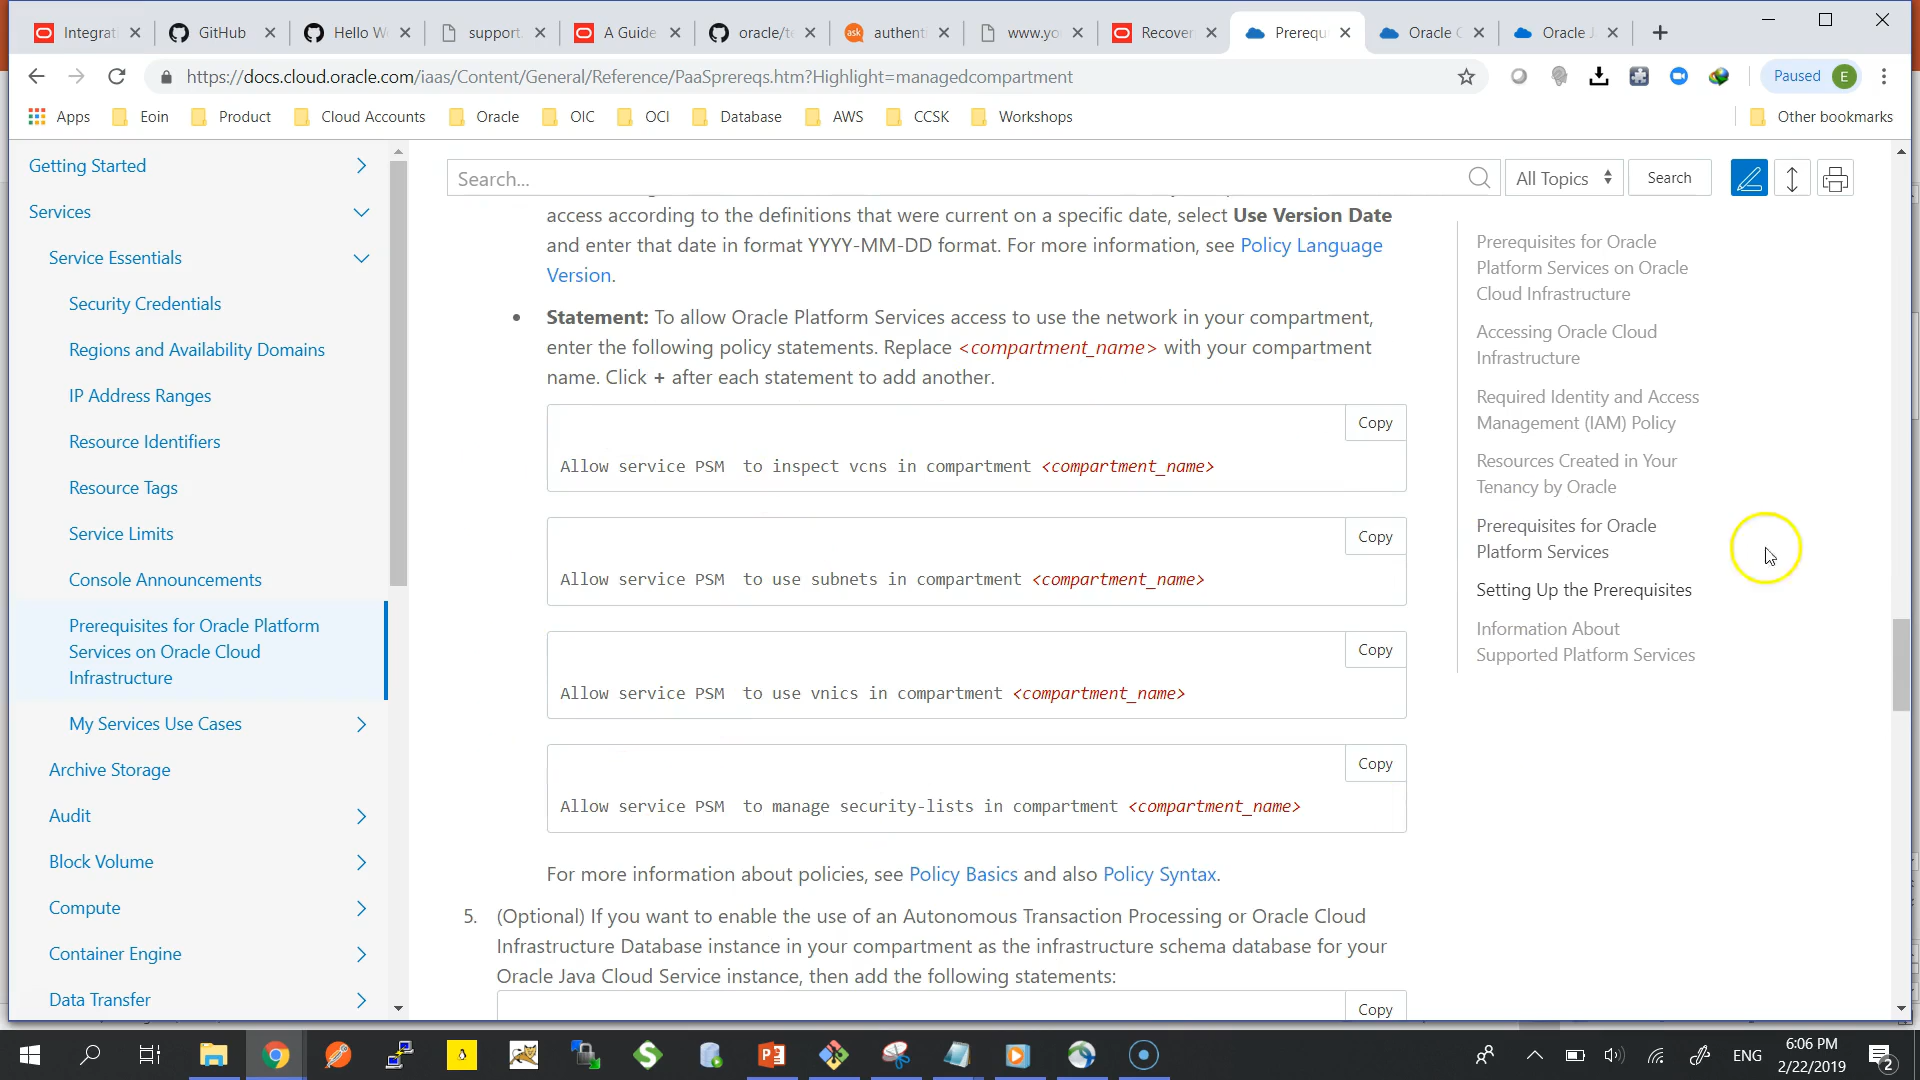 Integrati
GitHub
Hello Wo
support.
A Guide
oracle/te
authenti
www.yo
Recover
Prerequ
Oracle C
Oracle J
https://docs.cloud.oracle.com/iaas/Content/General/Reference/PaaSprereqs.htm?Highlight=managedcompartment
Paused E
Apps Eoin Product Cloud Accounts Oracle OIC OCI Database AWS CCSK Workshops Other bookmarks
Getting Started
Services
Service Essentials
Security Credentials
Regions and Availability Domains
IP Address Ranges
Resource Identifiers
Resource Tags
Service Limits
Console Announcements
Prerequisites for Oracle Platform
Services on Oracle Cloud
Infrastructure
My Services Use Cases
Archive Storage
Audit
Block Volume
Compute
Container Engine
Data Transfer
Search... All Topics Search
access according to the definitions that were current on a specific date, select Use Version Date
and enter that date in format YYYY-MM-DD format. For more information, see Policy Language
Version.
• Statement: To allow Oracle Platform Services access to use the network in your compartment,
enter the following policy statements. Replace <compartment_name> with your compartment
name. Click + after each statement to add another.
Copy
Allow service PSM to inspect vcns in compartment <compartment_name>
Copy
Allow service PSM to use subnets in compartment <compartment_name>
Copy
Allow service PSM to use vnics in compartment <compartment_name>
Copy
Allow service PSM to manage security-lists in compartment <compartment_name>
For more information about policies, see Policy Basics and also Policy Syntax.
5. (Optional) If you want to enable the use of an Autonomous Transaction Processing or Oracle Cloud
Infrastructure Database instance in your compartment as the infrastructure schema database for your
Oracle Java Cloud Service instance, then add the following statements:
Copy
Prerequisites for Oracle
Platform Services on Oracle
Cloud Infrastructure
Accessing Oracle Cloud
Infrastructure
Required Identity and Access
Management (IAM) Policy
Resources Created in Your
Tenancy by Oracle
Prerequisites for Oracle
Platform Services
Setting Up the Prerequisites
Information About
Supported Platform Services
ENG
6:06 PM
2/22/2019
2